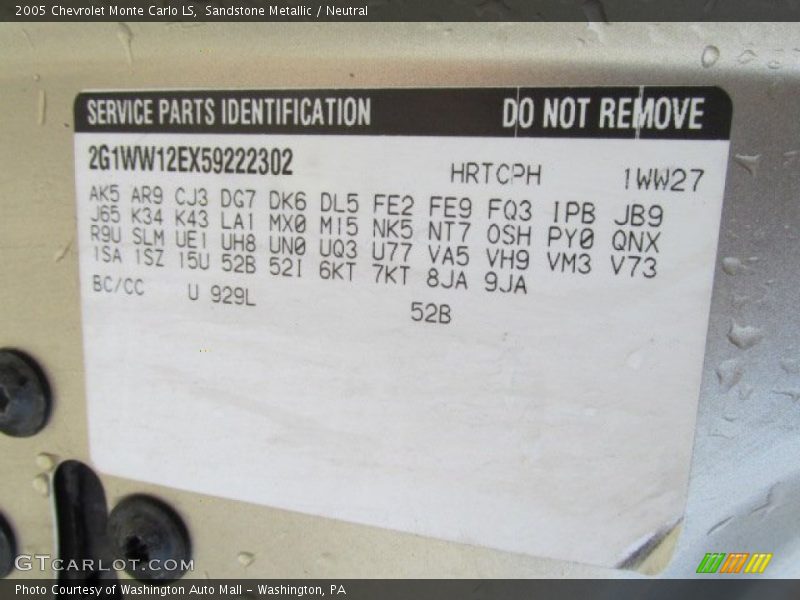 2005 Chevrolet Monte Carlo LS, Sandstone Metallic / Neutral
SERVICE PARTS IDENTIFICATION DO NOT REMOVE
2G1WW12EX59222302 HRTCPH 1WW27
AK5 AR9 CJ3 DG7 DK6 DL5 FE2 FE9 FQ3 IPB JB9
J65 K34 K43 LA1 MX0 M15 NK5 NT7 OSH PY0 QNX
R9U SLM UE1 UH8 UN0 UQ3 U77 VA5 VH9 VM3 V73
1SA 1SZ 15U 52B 52I 6KT 7KT 8JA 9JA
BC/CC U 929L 52B
GTCARLOT.COM
Photo Courtesy of Washington Auto Mall - Washington, PA